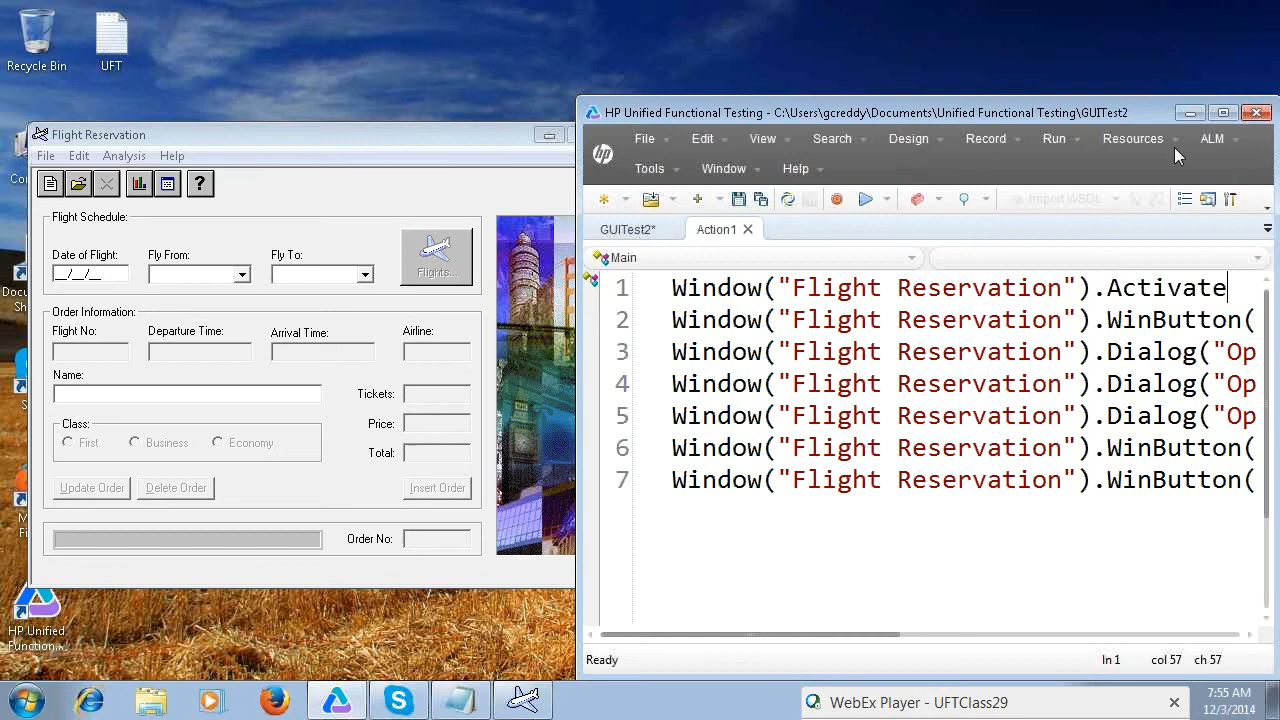 Recycle Bin
UFT
Flight Reservation
File Edit Analysis Help
?
Flight Schedule:
Date of Flight:
Fly From:
Fly To:
__/__/__
Flights...
Order Information:
Flight No:
Departure Time:
Arrival Time:
Airline:
Name:
Tickets:
Class:
First
Business
Economy
Price:
Total:
Update Order
Delete Order
Insert Order
Order No:
HP Unified
Function...
HP Unified Functional Testing - C:\Users\gcreddy\Documents\Unified Functional Testing\GUITest2
hp
File Edit View Search Design Record Run Resources ALM
Tools Window Help
Import WSDL
GUITest2*
Action1
Main
1 Window("Flight Reservation").Activate
2 Window("Flight Reservation").WinButton(
3 Window("Flight Reservation").Dialog("Op
4 Window("Flight Reservation").Dialog("Op
5 Window("Flight Reservation").Dialog("Op
6 Window("Flight Reservation").WinButton(
7 Window("Flight Reservation").WinButton(
Ready
ln 1
col 57
ch 57
WebEx Player - UFTClass29
7:55 AM
12/3/2014